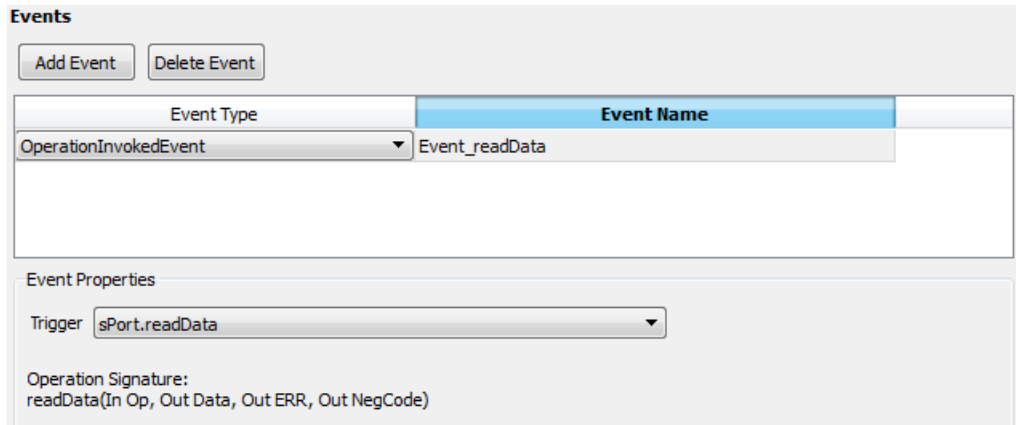 Events
Add Event Delete Event
Event Type Event Name
OperationInvokedEvent Event_readData
Event Properties
Trigger sPort.readData
Operation Signature:
readData(In Op, Out Data, Out ERR, Out NegCode)